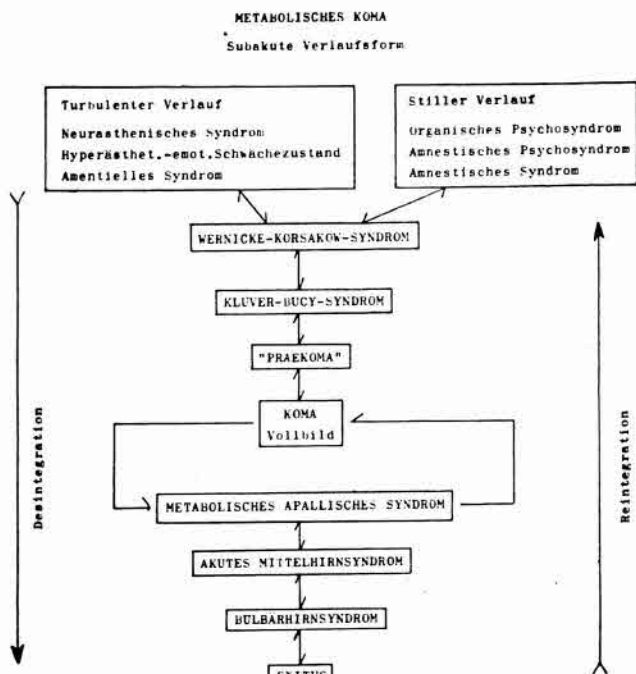 METABOLISCHES KOMA
Subakute Verlaufsform
Turbulenter Verlauf
Neurasthenisches Syndrom
Hyperästhet.-emot.Schwächezustand
Amentielles Syndrom
Stiller Verlauf
Organisches Psychosyndrom
Amnestisches Psychosyndrom
Amnestisches Syndrom
WERNICKE-KORSAKOW-SYNDROM
KLUVER-BUCY-SYNDROM
"PRAEKOMA"
KOMA
Vollbild
Desintegration
Reintegration
METABOLISCHES APALLISCHES SYNDROM
AKUTES MITTELHIRNSYNDROM
BULBÄRHIRNSYNDROM